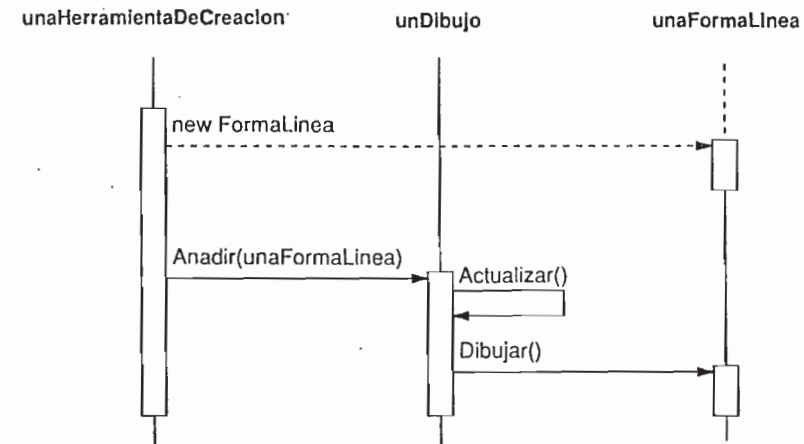 unaHerramientaDeCreacion
unDibujo
unaFormaLinea
new FormaLinea
Anadir(unaFormaLinea)
Actualizar()
Dibujar()